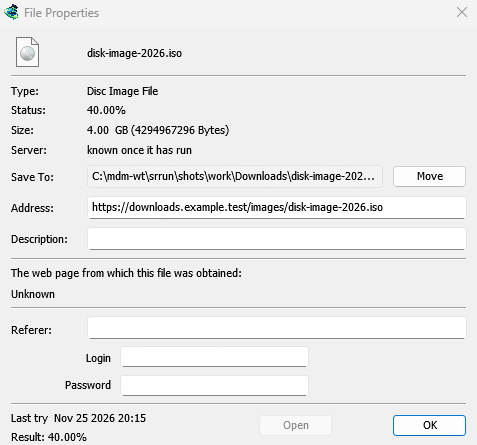 File Properties
disk-image-2026.iso
Type: Disc Image File
Status: 40.00%
Size: 4.00 GB (4294967296 Bytes)
Server: known once it has run
Save To: C:\mdm-wt\srrun\shots\work\Downloads\disk-image-202... Move
Address: https://downloads.example.test/images/disk-image-2026.iso
Description:
The web page from which this file was obtained:
Unknown
Referer:
Login
Password
Last try Nov 25 2026 20:15
Result: 40.00%
Open OK